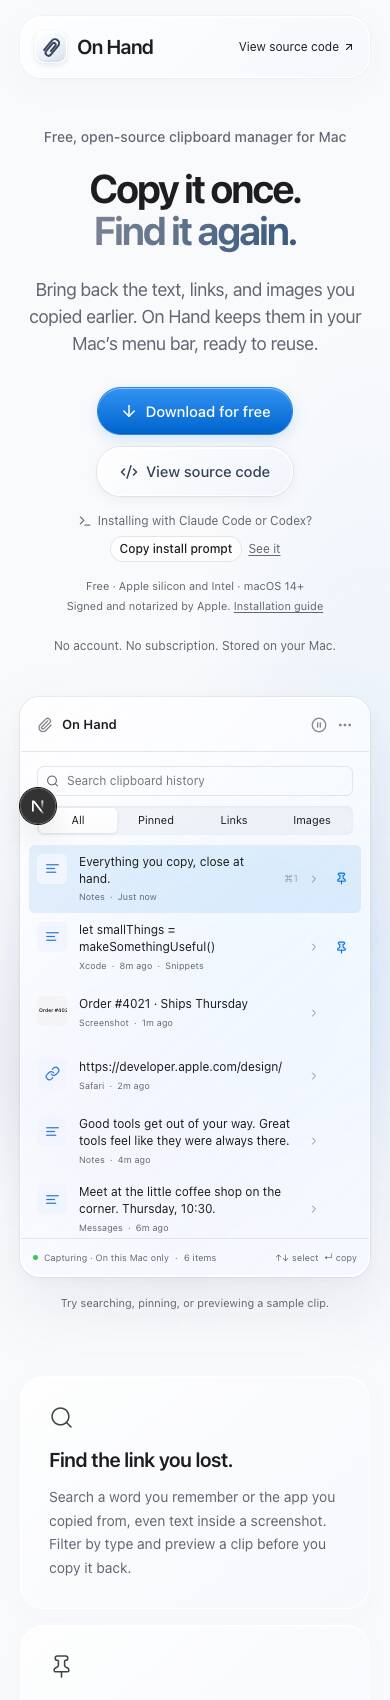 On Hand
View source code ↗
Free, open-source clipboard manager for Mac
Copy it once.
Find it again.
Bring back the text, links, and images you
copied earlier. On Hand keeps them in your
Mac’s menu bar, ready to reuse.
Download for free
View source code
Installing with Claude Code or Codex?
Copy install prompt See it
Free · Apple silicon and Intel · macOS 14+
Signed and notarized by Apple. Installation guide
No account. No subscription. Stored on your Mac.
On Hand
Search clipboard history
N
All Pinned Links Images
Everything you copy, close at
hand.
⌘1
Notes · Just now
let smallThings =
makeSomethingUseful()
Xcode · 8m ago · Snippets
Order #4021 · Ships Thursday
Screenshot · 1m ago
https://developer.apple.com/design/
Safari · 2m ago
Good tools get out of your way. Great
tools feel like they were always there.
Notes · 4m ago
Meet at the little coffee shop on the
corner. Thursday, 10:30.
Messages · 6m ago
Capturing · On this Mac only · 6 items ↑↓ select ↵ copy
Try searching, pinning, or previewing a sample clip.
Find the link you lost.
Search a word you remember or the app you
copied from, even text inside a screenshot.
Filter by type and preview a clip before you
copy it back.